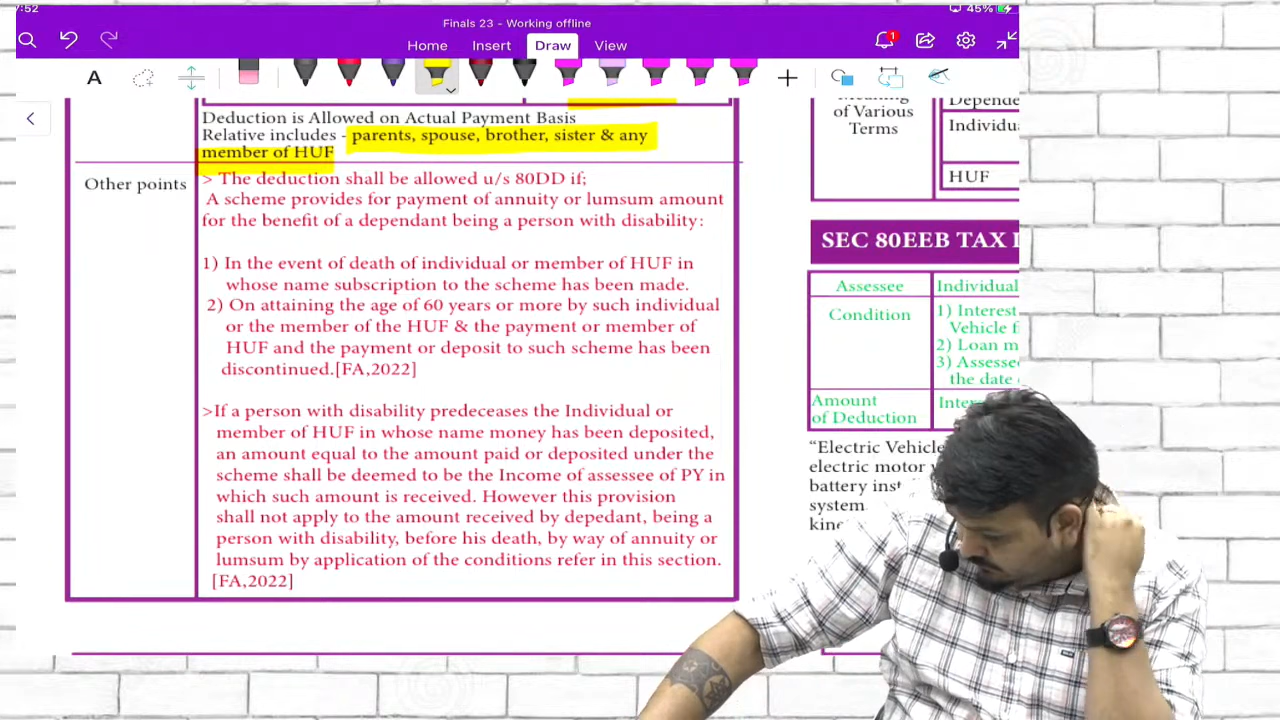 :52
45%
Finals 23 - Working offline
Home Insert Draw View
1
A
Deduction is Allowed on Actual Payment Basis
Relative includes - parents, spouse, brother, sister & any
member of HUF
Other points
> The deduction shall be allowed u/s 80DD if;
A scheme provides for payment of annuity or lumsum amount
for the benefit of a dependant being a person with disability:
1) In the event of death of individual or member of HUF in
whose name subscription to the scheme has been made.
2) On attaining the age of 60 years or more by such individual
or the member of the HUF & the payment or member of
HUF and the payment or deposit to such scheme has been
discontinued.[FA,2022]
>If a person with disability predeceases the Individual or
member of HUF in whose name money has been deposited,
an amount equal to the amount paid or deposited under the
scheme shall be deemed to be the Income of assessee of PY in
which such amount is received. However this provision
shall not apply to the amount received by depedant, being a
person with disability, before his death, by way of annuity or
lumsum by application of the conditions refer in this section.
[FA,2022]
Meaning
of Various
Terms
Depende
Individua
HUF
SEC 80EEB TAX
Assessee
Individual
Condition
1) Interest
Vehicle f
2) Loan m
3) Assesse
the date
Amount
of Deduction
Inter
“Electric Vehicle
electric motor
battery inst
system
kine